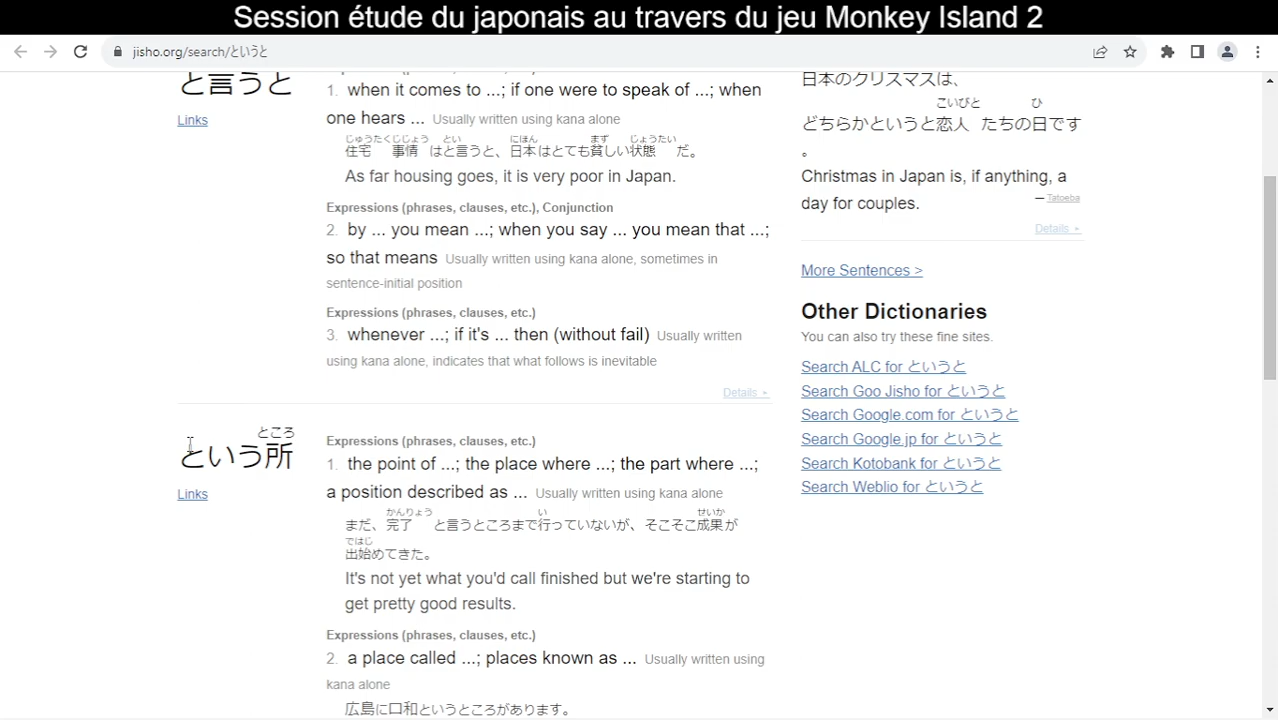 Session étude du japonais au travers du jeu Monkey Island 2
jisho.org/search/というと
と言うと
Links
1. when it comes to ...; if one were to speak of ...; when
one hears ... Usually written using kana alone
じゅうたくじじょう とい にほん まず じょうたい
住宅 事情 はと言うと、日本はとても貧しい状態 だ。
As far housing goes, it is very poor in Japan.
Expressions (phrases, clauses, etc.), Conjunction
2. by ... you mean ...; when you say ... you mean that ...;
so that means Usually written using kana alone, sometimes in
sentence-initial position
Expressions (phrases, clauses, etc.)
3. whenever ...; if it's ... then (without fail) Usually written
using kana alone, indicates that what follows is inevitable
Details ▸
ところ
という所
Links
Expressions (phrases, clauses, etc.)
1. the point of ...; the place where ...; the part where ...;
a position described as ... Usually written using kana alone
かんりょう い せいか
まだ、完了 と言うところまで行っていないが、そこそこ成果が
ではじ
出始めてきた。
It's not yet what you'd call finished but we're starting to
get pretty good results.
Expressions (phrases, clauses, etc.)
2. a place called ...; places known as ... Usually written using
kana alone
広島に口和というところがあります。
日本のクリスマスは、
こいびと ひ
どちらかというと恋人 たちの日です
。
Christmas in Japan is, if anything, a
day for couples.
— Tatoeba
Details ▸
More Sentences >
Other Dictionaries
You can also try these fine sites.
Search ALC for というと
Search Goo Jisho for というと
Search Google.com for というと
Search Google.jp for というと
Search Kotobank for というと
Search Weblio for というと